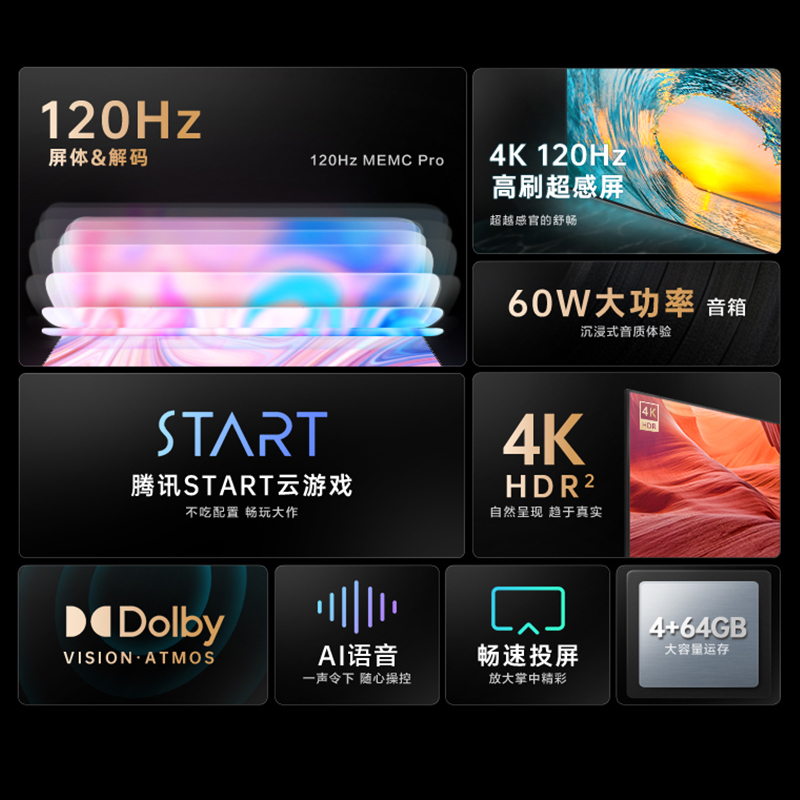 120Hz
屏体&解码
120Hz MEMC Pro
4K 120Hz
高刷超感屏
超越感官的舒畅
60W大功率 音箱
沉浸式音质体验
START
腾讯START云游戏
不吃配置 畅玩大作
4K
HDR²
自然呈现 趋于真实
4K
HDR
Dolby
VISION·ATMOS
AI语音
一声令下 随心操控
畅速投屏
放大掌中精彩
4+64GB
大容量运存